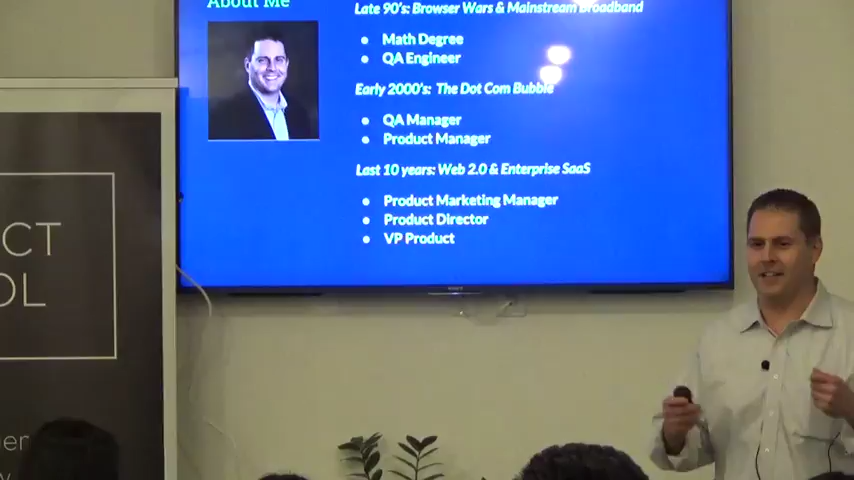 About Me
Late 90's: Browser Wars & Mainstream Broadband
Math Degree
QA Engineer
Early 2000's: The Dot Com Bubble
QA Manager
Product Manager
Last 10 years: Web 2.0 & Enterprise SaaS
Product Marketing Manager
Product Director
VP Product
SONY
CT
OL
er
y